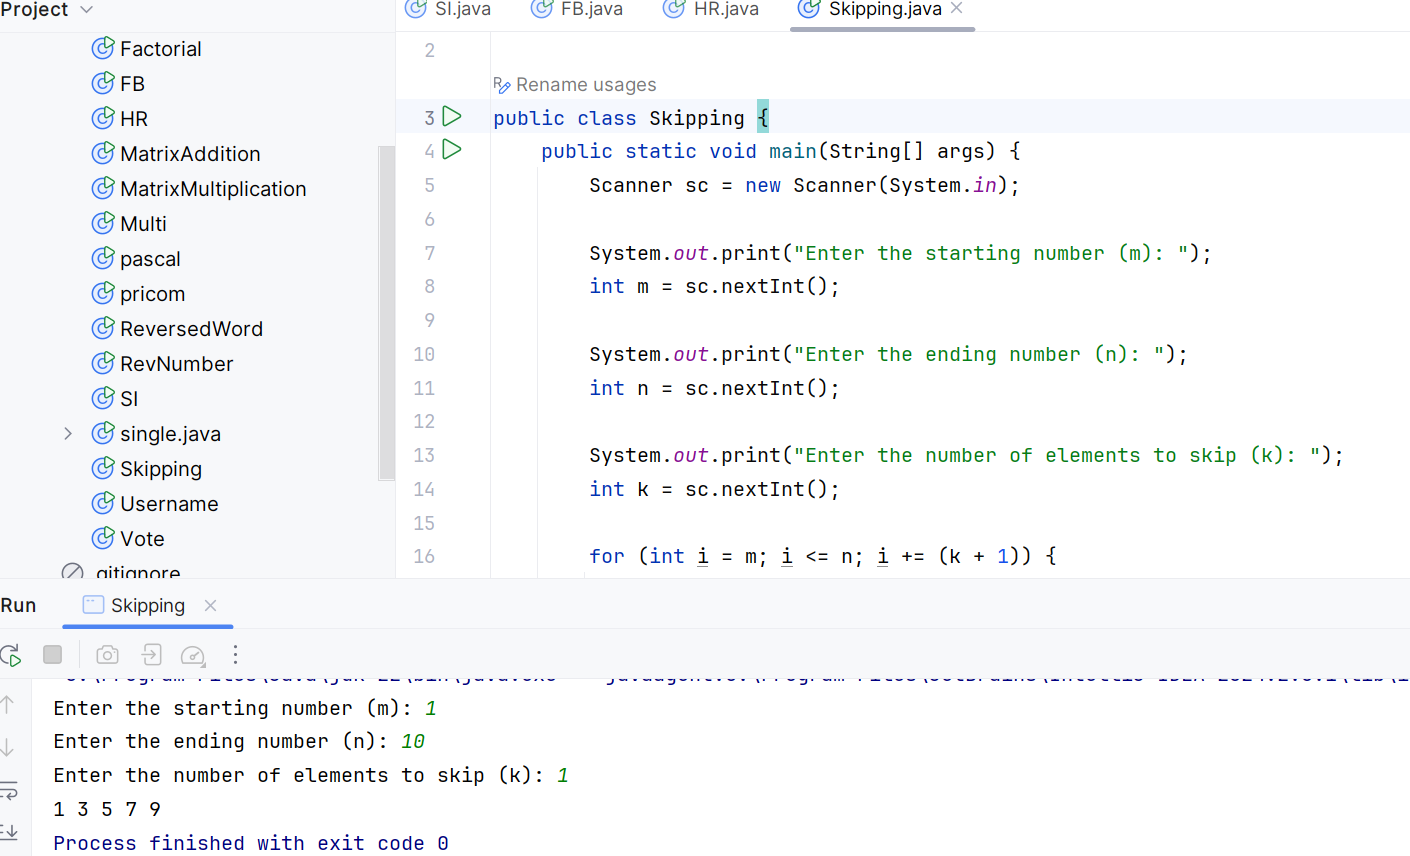 Project
SI.java FB.java HR.java Skipping.java
Factorial
FB
HR
MatrixAddition
MatrixMultiplication
Multi
pascal
pricom
ReversedWord
RevNumber
SI
single.java
Skipping
Username
Vote
.gitignore
2
Rename usages
3 public class Skipping {
4 public static void main(String[] args) {
5 Scanner sc = new Scanner(System.in);
6
7 System.out.print("Enter the starting number (m): ");
8 int m = sc.nextInt();
9
10 System.out.print("Enter the ending number (n): ");
11 int n = sc.nextInt();
12
13 System.out.print("Enter the number of elements to skip (k): ");
14 int k = sc.nextInt();
15
16 for (int i = m; i <= n; i += (k + 1)) {
Run Skipping
Enter the starting number (m): 1
Enter the ending number (n): 10
Enter the number of elements to skip (k): 1
1 3 5 7 9
Process finished with exit code 0